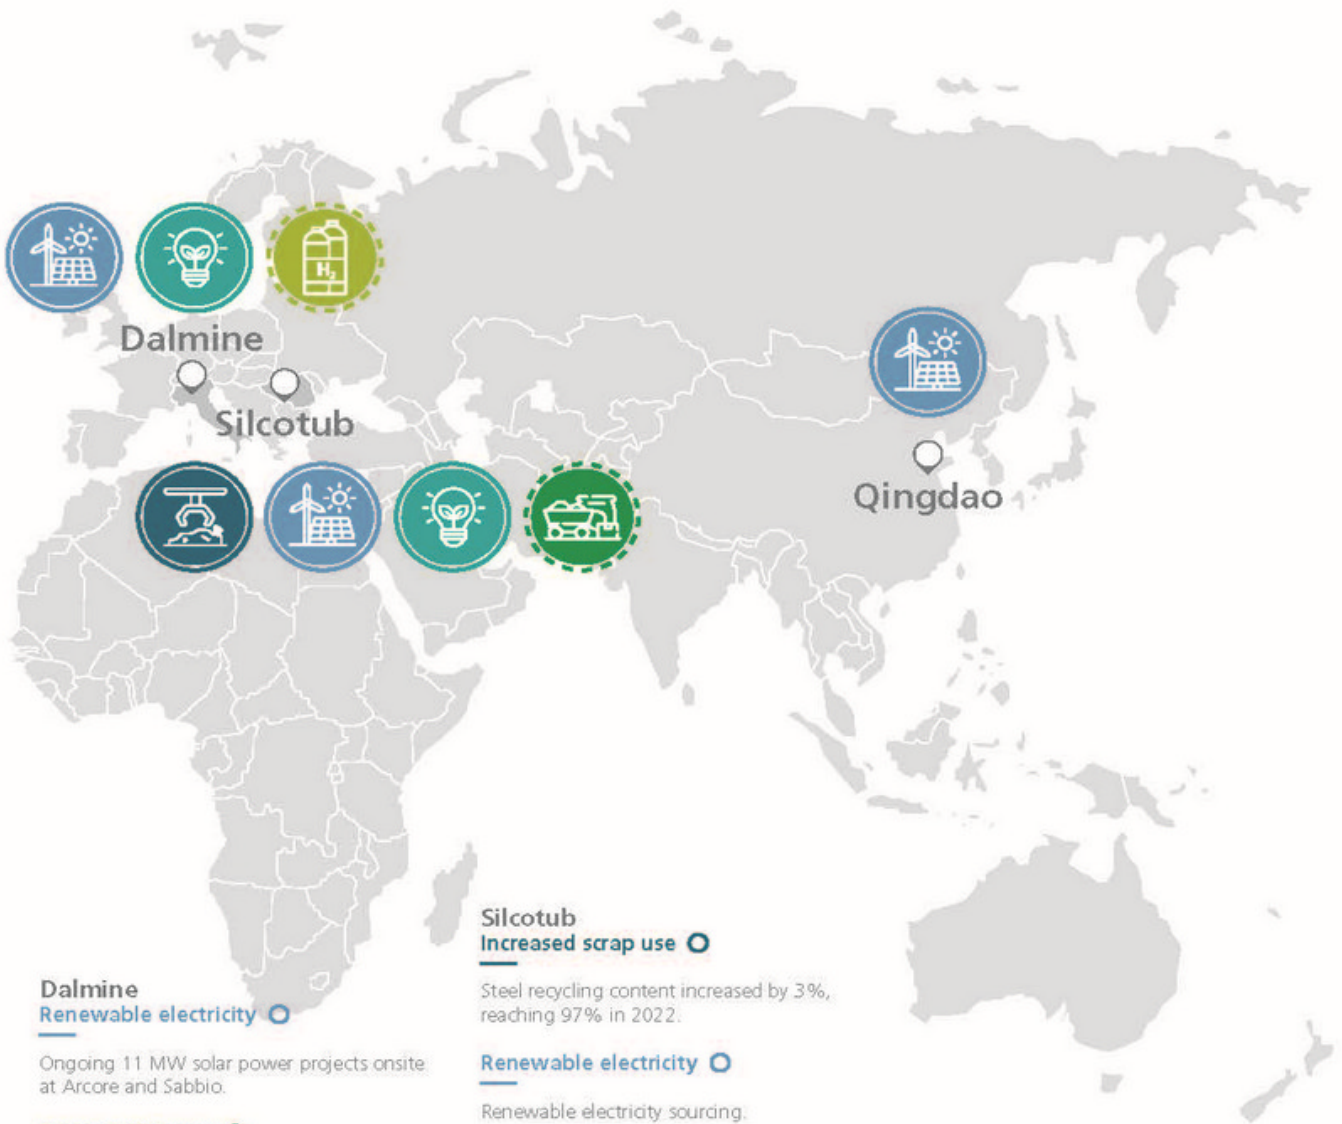 H₂
Dalmine
Silcotub
Qingdao
Dalmine
Renewable electricity
Ongoing 11 MW solar power projects onsite
at Arcore and Sabbio.
Silcotub
Increased scrap use
Steel recycling content increased by 3%,
reaching 97% in 2022.
Renewable electricity
Renewable electricity sourcing.